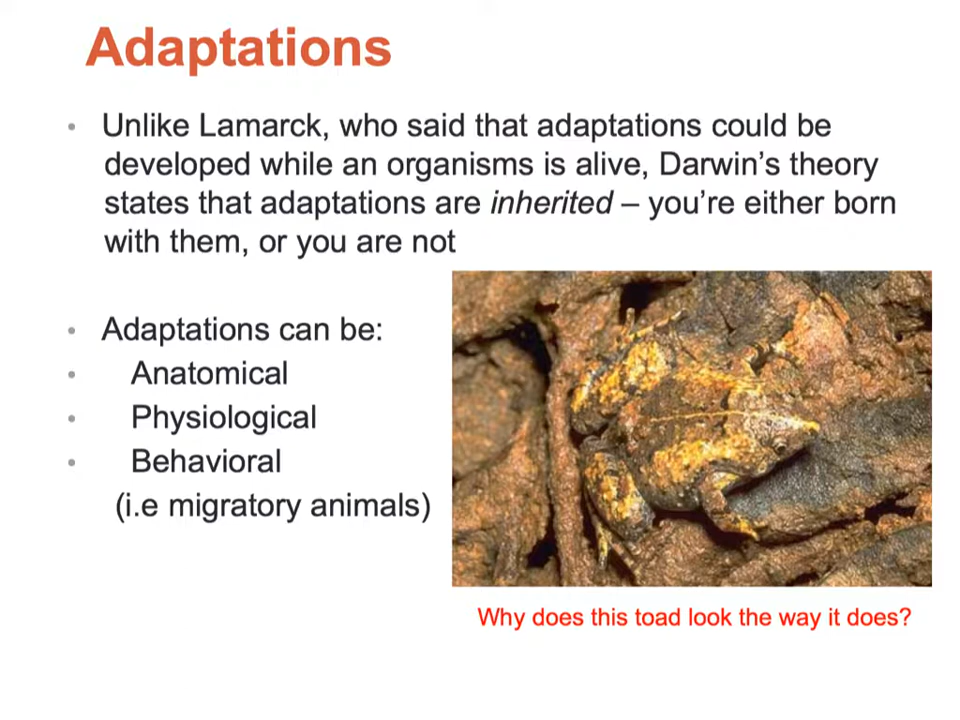 Adaptations
• Unlike Lamarck, who said that adaptations could be
developed while an organisms is alive, Darwin's theory
states that adaptations are inherited – you're either born
with them, or you are not
• Adaptations can be:
• Anatomical
• Physiological
• Behavioral
(i.e migratory animals)
Why does this toad look the way it does?